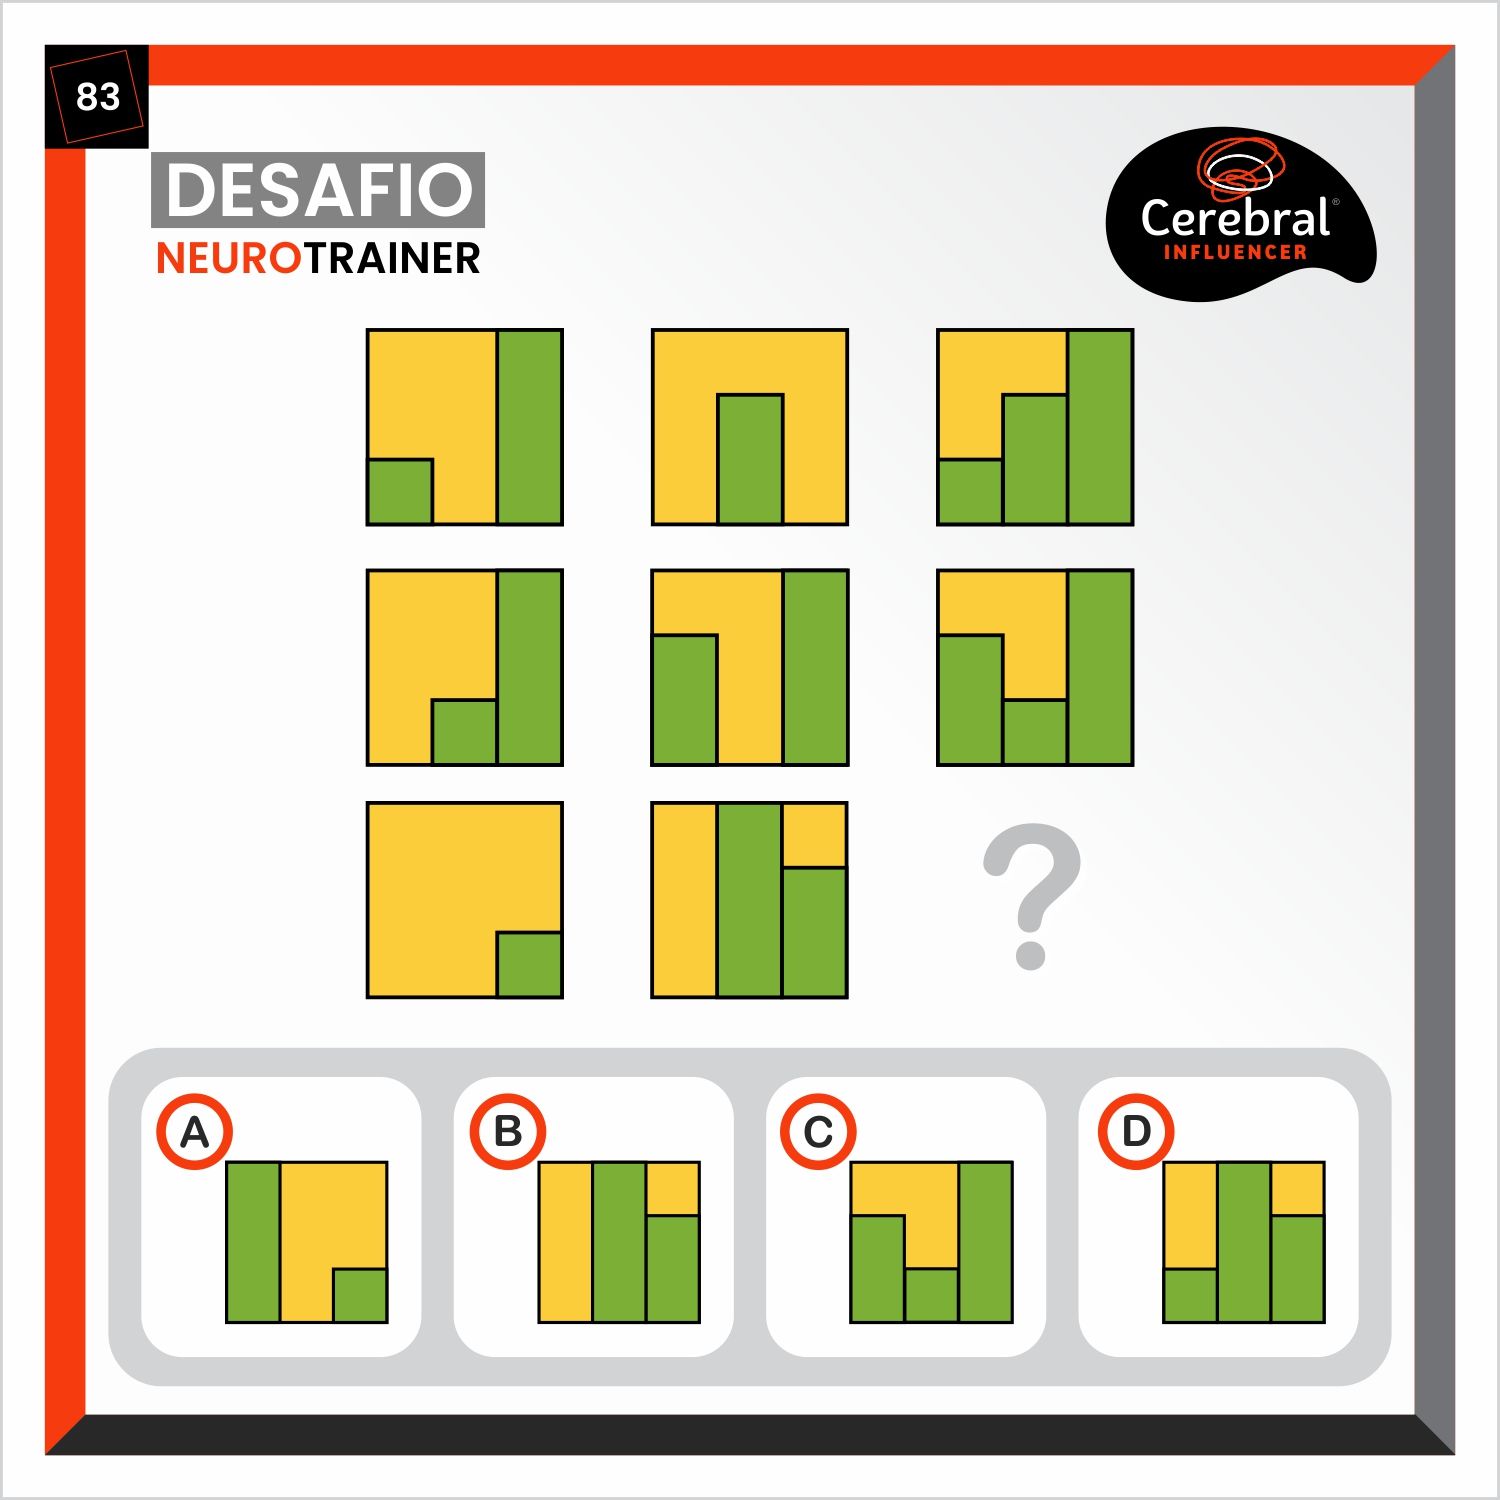 83
DESAFIO
NEUROTRAINER
Cerebral®
INFLUENCER
?
A B C D